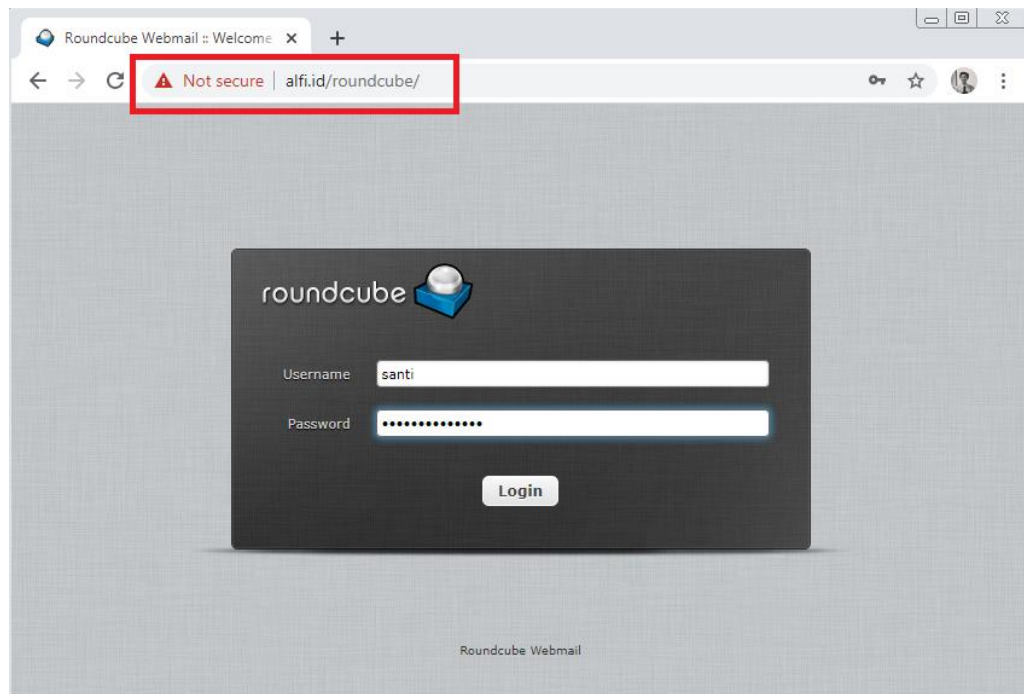 Roundcube Webmail :: Welcome
Not secure | alfi.id/roundcube/
roundcube
Username santi
Password ••••••••••••••
Login
Roundcube Webmail